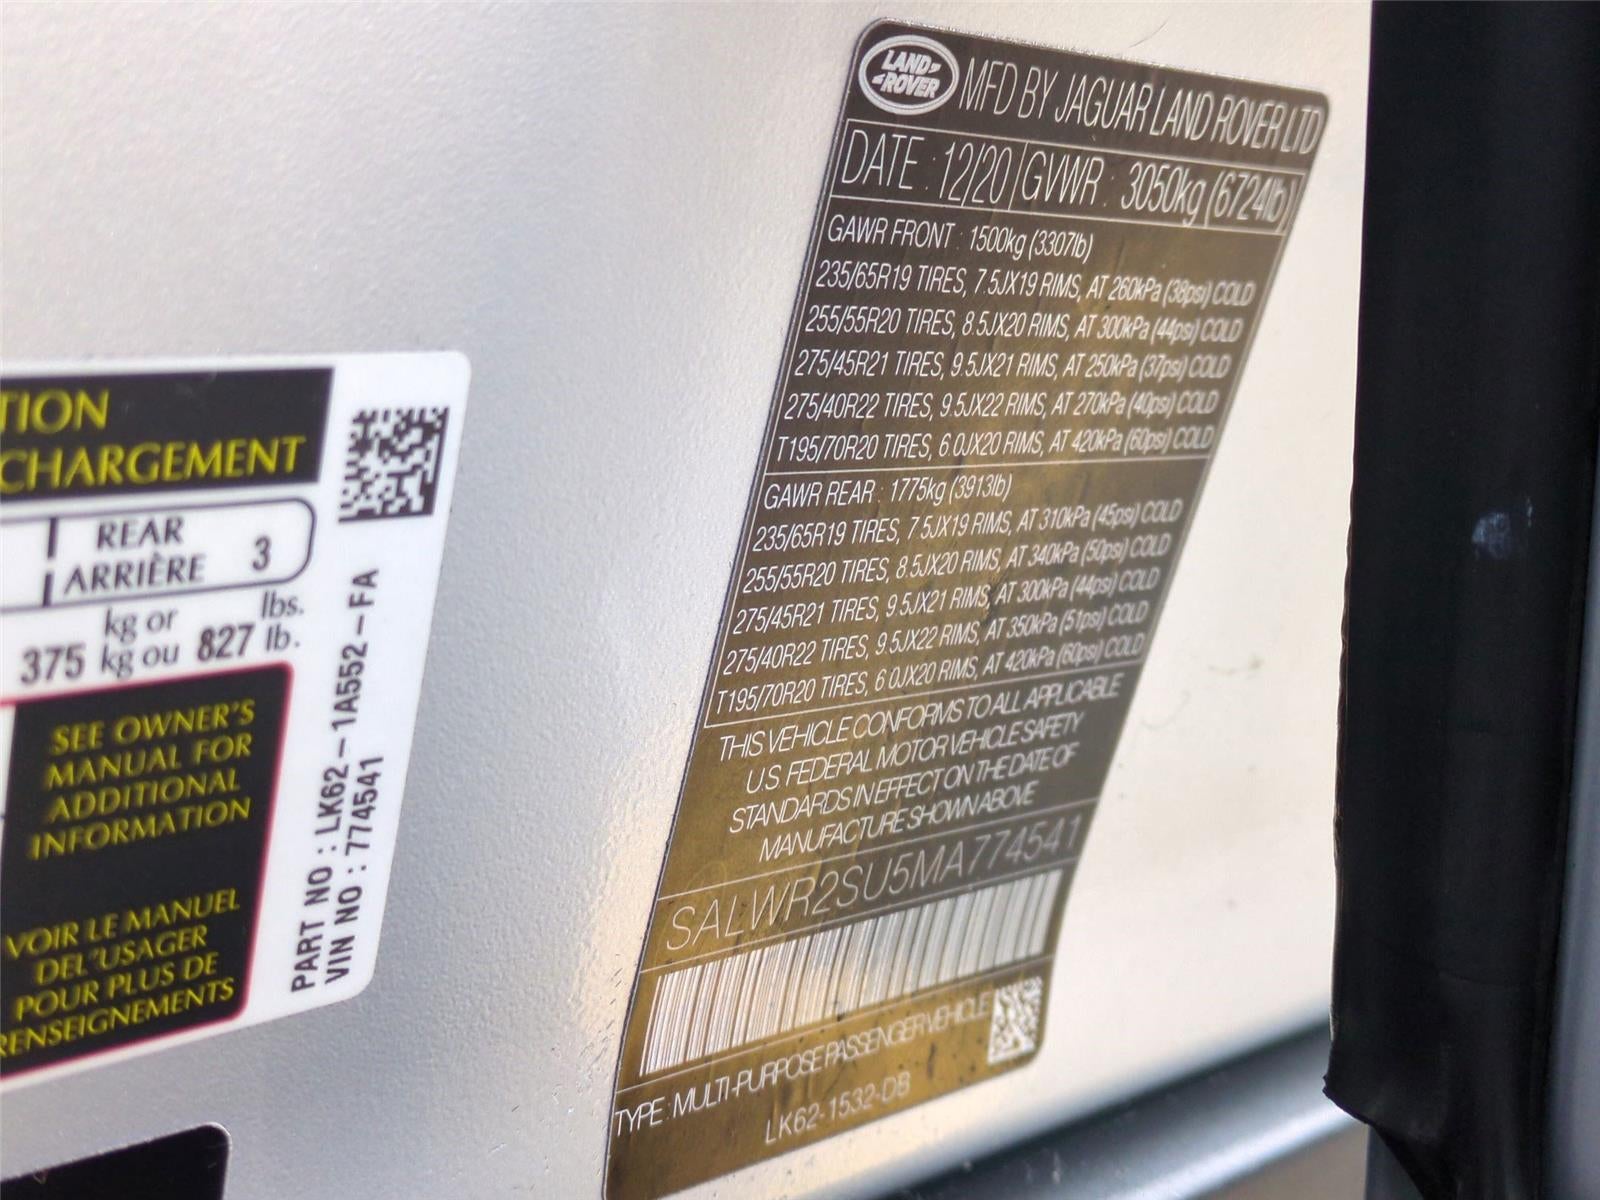 TION
CHARGEMENT
REAR
ARRIÈRE 3
kg or lbs.
375 kg ou 827 lb.
SEE OWNER'S
MANUAL FOR
ADDITIONAL
INFORMATION
VOIR LE MANUEL
DEL'USAGER
POUR PLUS DE
RENSEIGNEMENTS
PART NO : LK62-1A552-FA
VIN NO : 774541
LAND
ROVER
MFD BY JAGUAR LAND ROVER LTD
DATE : 12/20 GVWR : 3050kg (6724lb)
GAWR FRONT : 1500kg (3307lb)
235/65R19 TIRES, 7.5JX19 RIMS, AT 260kPa (38psi) COLD
255/55R20 TIRES, 8.5JX20 RIMS, AT 300kPa (44psi) COLD
275/45R21 TIRES, 9.5JX21 RIMS, AT 250kPa (37psi) COLD
275/40R22 TIRES, 9.5JX22 RIMS, AT 270kPa (40psi) COLD
T195/70R20 TIRES, 6.0JX20 RIMS, AT 420kPa (60psi) COLD
GAWR REAR : 1775kg (3913lb)
235/65R19 TIRES, 7.5JX19 RIMS, AT 310kPa (45psi) COLD
255/55R20 TIRES, 8.5JX20 RIMS, AT 340kPa (50psi) COLD
275/45R21 TIRES, 9.5JX21 RIMS, AT 300kPa (44psi) COLD
275/40R22 TIRES, 9.5JX22 RIMS, AT 350kPa (51psi) COLD
T195/70R20 TIRES, 6.0JX20 RIMS, AT 420kPa (60psi) COLD
THIS VEHICLE CONFORMS TO ALL APPLICABLE
U.S. FEDERAL MOTOR VEHICLE SAFETY
STANDARDS IN EFFECT ON THE DATE OF
MANUFACTURE SHOWN ABOVE
SALWR2SU5MA774541
TYPE : MULTI-PURPOSE PASSENGER VEHICLE
LK62-1532-DB